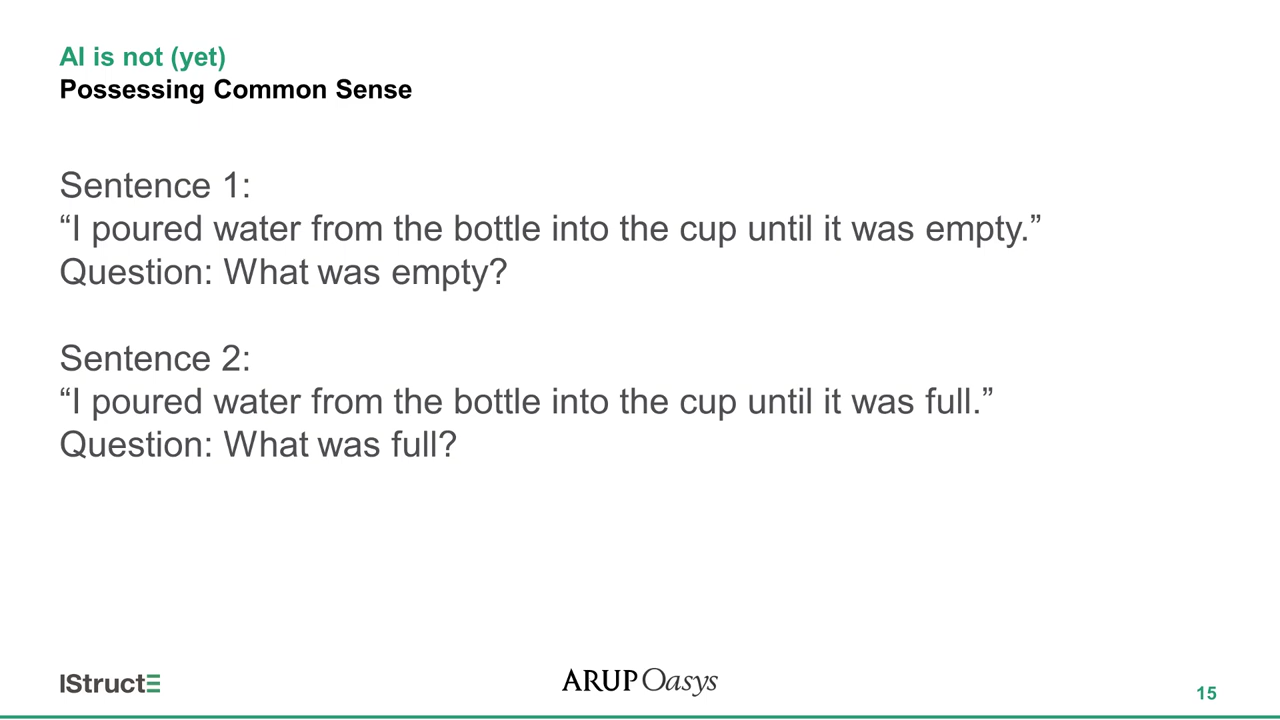 AI is not (yet)
Possessing Common Sense
Sentence 1:
“I poured water from the bottle into the cup until it was empty.”
Question: What was empty?
Sentence 2:
“I poured water from the bottle into the cup until it was full.”
Question: What was full?
IStructE
ARUP Oasys
15